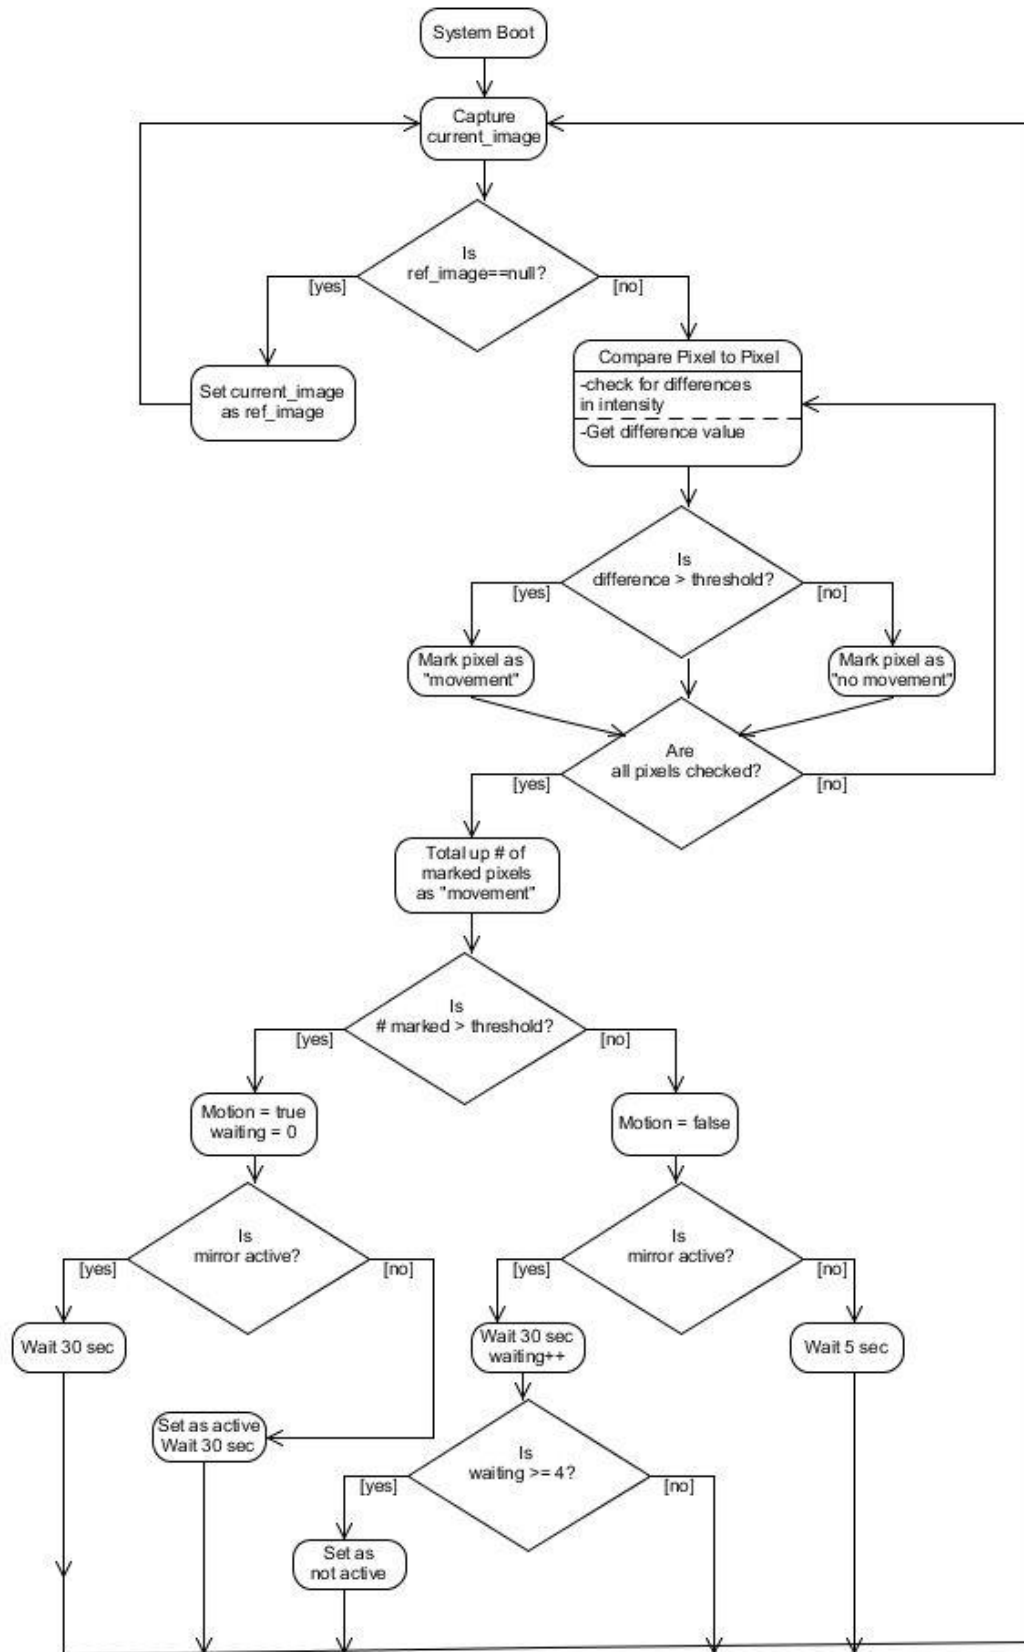 System Boot
Capture
current_image
Is
ref_image==null?
[yes]
[no]
Set current_image
as ref_image
Compare Pixel to Pixel
-check for differences
in intensity
-Get difference value
Is
difference > threshold?
[yes]
[no]
Mark pixel as
"movement"
Mark pixel as
"no movement"
Are
all pixels checked?
[yes]
[no]
Total up # of
marked pixels
as "movement"
Is
# marked > threshold?
[yes]
[no]
Motion = true
waiting = 0
Motion = false
Is
mirror active?
[yes]
[no]
Is
mirror active?
[yes]
[no]
Wait 30 sec
Wait 30 sec
waiting++
Wait 5 sec
Set as active
Wait 30 sec
Is
waiting >= 4?
[yes]
[no]
Set as
not active